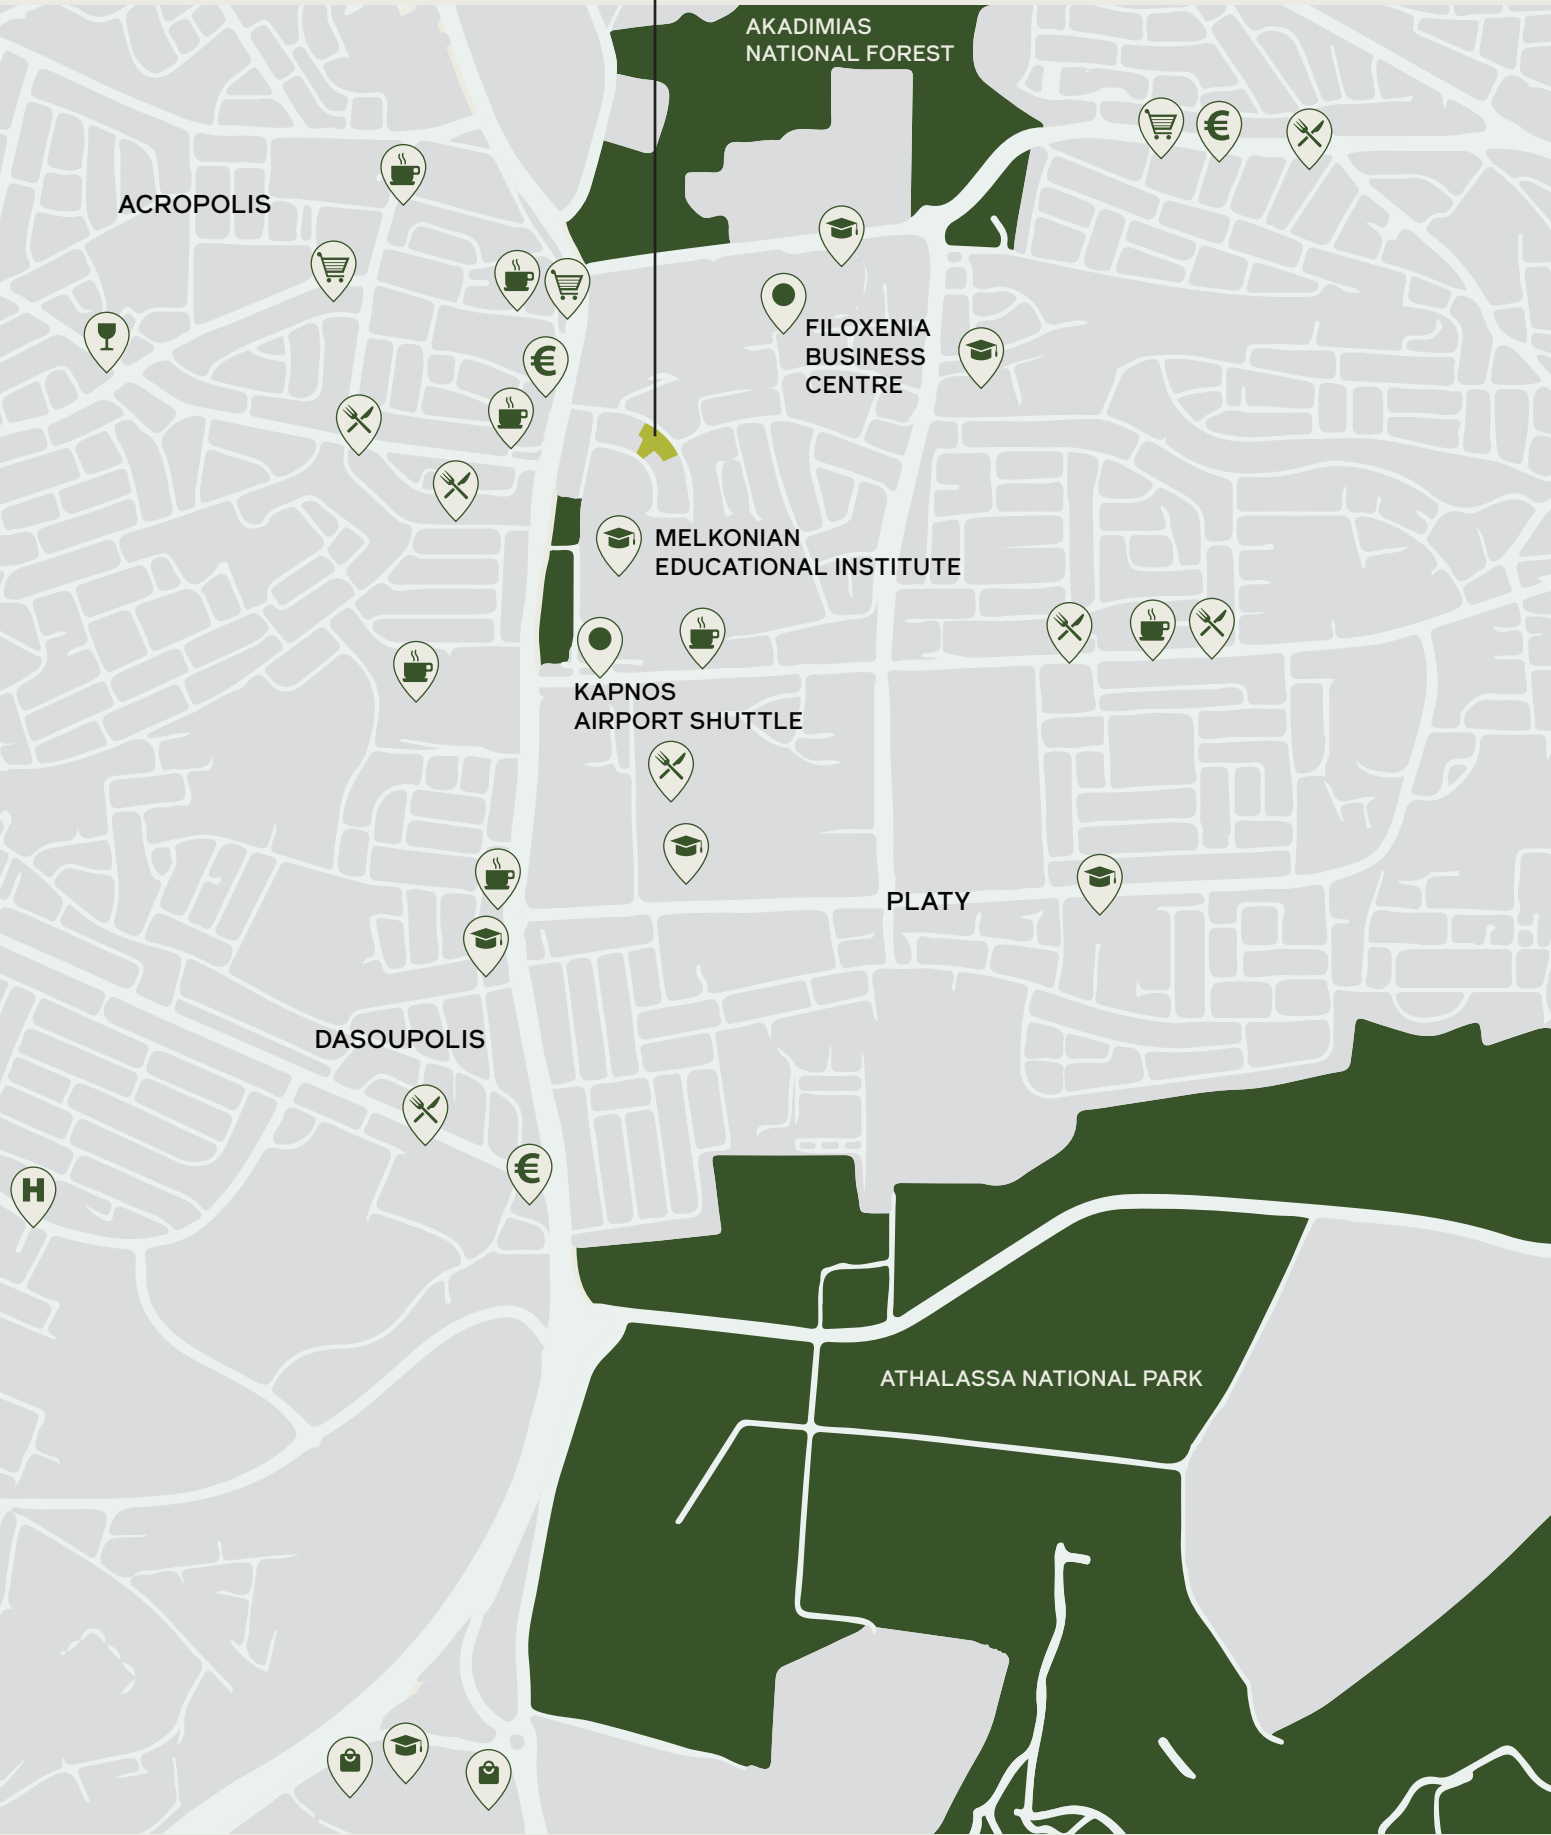 AKADIMIAS
NATIONAL FOREST
€
ACROPOLIS
FILOXENIA
BUSINESS
CENTRE
€
MELKONIAN
EDUCATIONAL INSTITUTE
KAPNOS
AIRPORT SHUTTLE
PLATY
DASOUPOLIS
€
H
ATHALASSA NATIONAL PARK